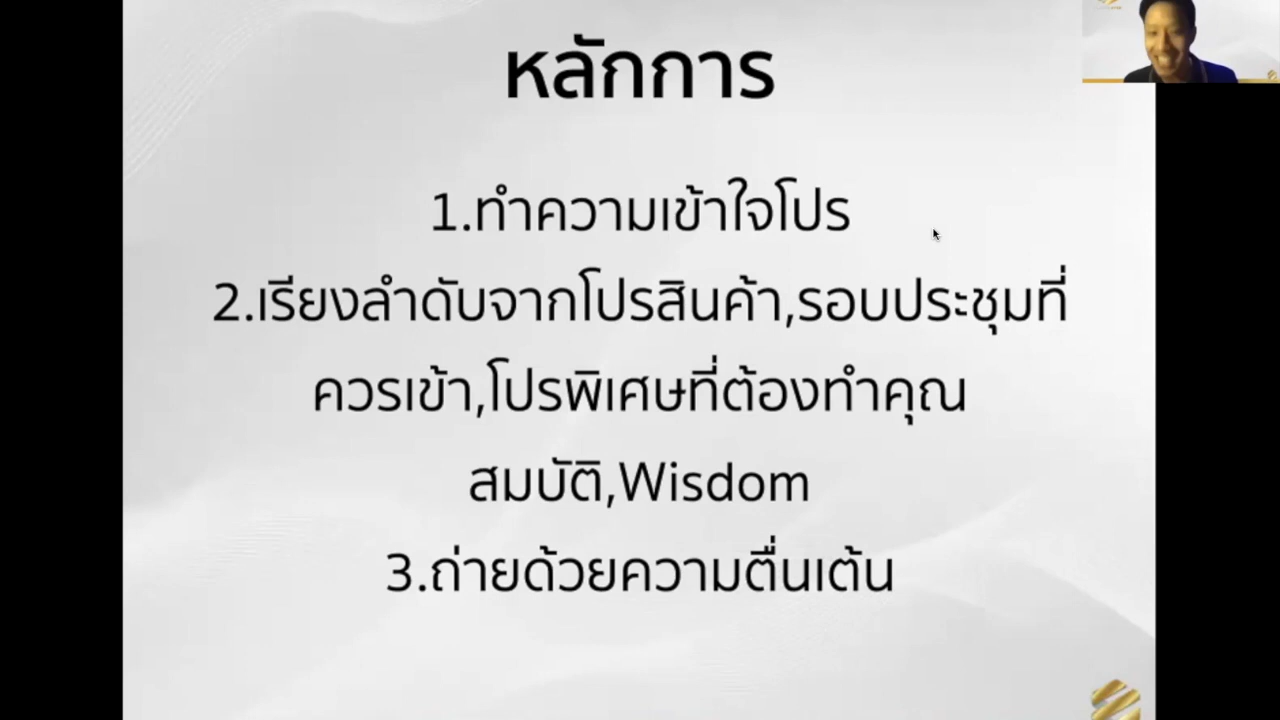 หลักการ
1.ทำความเข้าใจโปร
2.เรียงลำดับจากโปรสินค้า,รอบประชุมที่
ควรเข้า,โปรพิเศษที่ต้องทำคุณ
สมบัติ,Wisdom
3.ถ่ายด้วยความตื่นเต้น